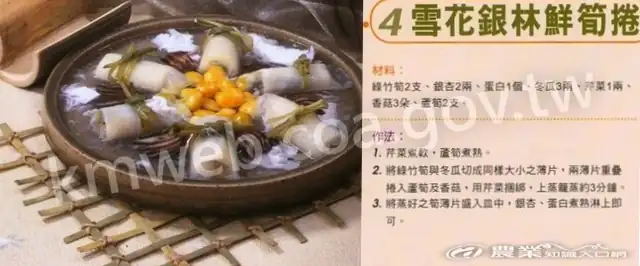 4 雪花銀林鮮筍捲
材料：
綠竹筍2支、銀杏2兩、蛋白1個、冬瓜3兩、芹菜1兩、
香菇3朵、蘆筍2支。
作法：
1. 芹菜煮軟，蘆筍煮熟。
2. 將綠竹筍與冬瓜切成同樣大小之薄片，兩薄片重疊
捲入蘆筍及香菇，用芹菜捆綁，上蒸籠蒸約3分鐘。
3. 將蒸好之筍薄片盛入皿中，銀杏、蛋白煮熟淋上即
可。
kmweb.coa.gov.tw
農業知識入口網